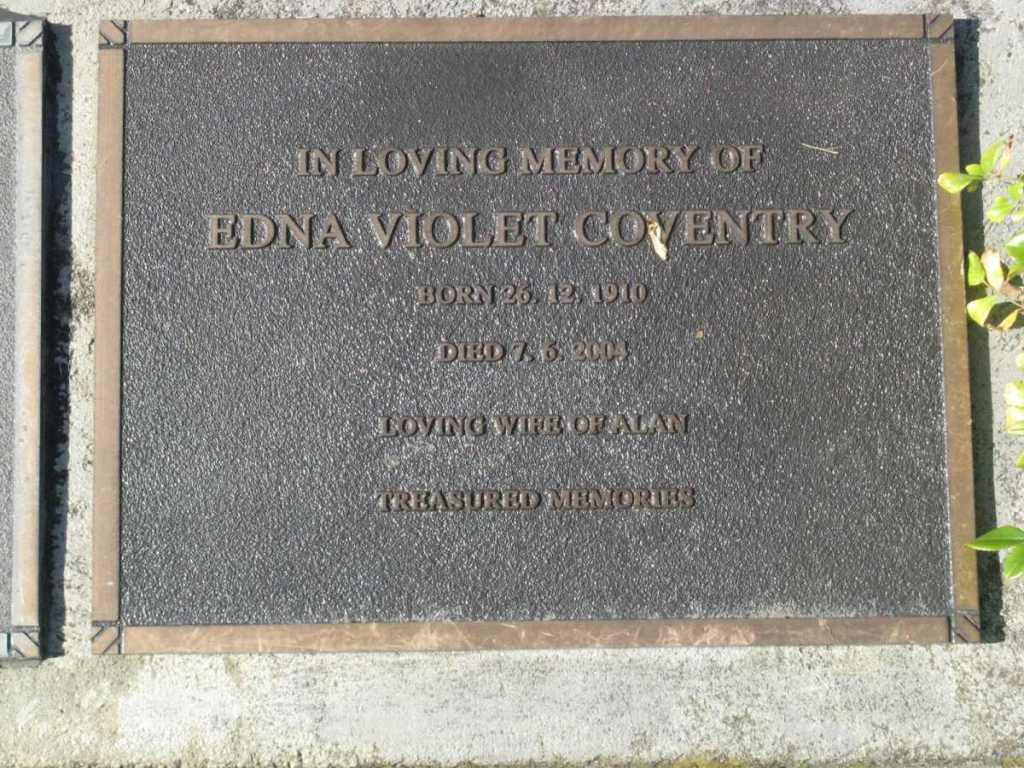 IN LOVING MEMORY OF
EDNA VIOLET COVENTRY
BORN 26. 12. 1910
DIED 7. 6. 2004
LOVING WIFE OF ALAN
TREASURED MEMORIES